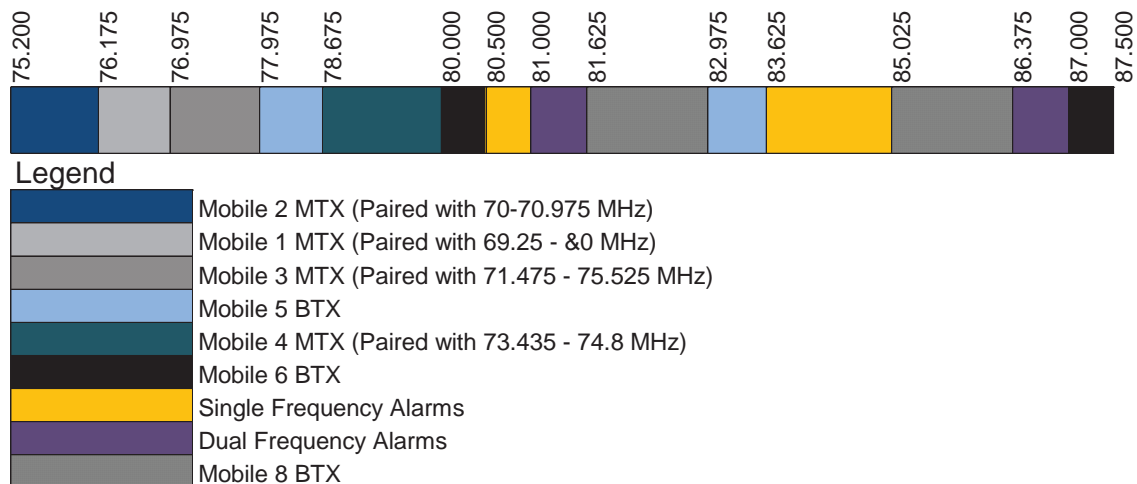 75.200
76.175
76.975
77.975
78.675
80.000
80.500
81.000
81.625
82.975
83.625
85.025
86.375
87.000
87.500
Legend
Mobile 2 MTX (Paired with 70-70.975 MHz)
Mobile 1 MTX (Paired with 69.25 - &0 MHz)
Mobile 3 MTX (Paired with 71.475 - 75.525 MHz)
Mobile 5 BTX
Mobile 4 MTX (Paired with 73.435 - 74.8 MHz)
Mobile 6 BTX
Single Frequency Alarms
Dual Frequency Alarms
Mobile 8 BTX